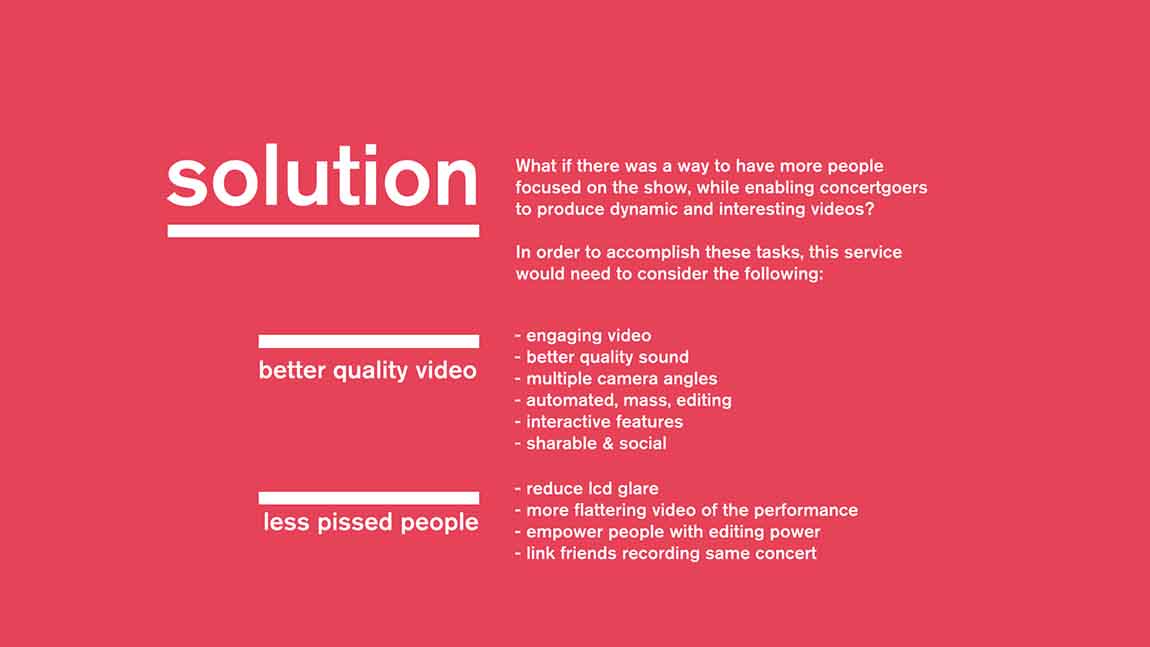 solution
What if there was a way to have more people
focused on the show, while enabling concertgoers
to produce dynamic and interesting videos?
In order to accomplish these tasks, this service
would need to consider the following:
better quality video
- engaging video
- better quality sound
- multiple camera angles
- automated, mass, editing
- interactive features
- sharable & social
less pissed people
- reduce lcd glare
- more flattering video of the performance
- empower people with editing power
- link friends recording same concert